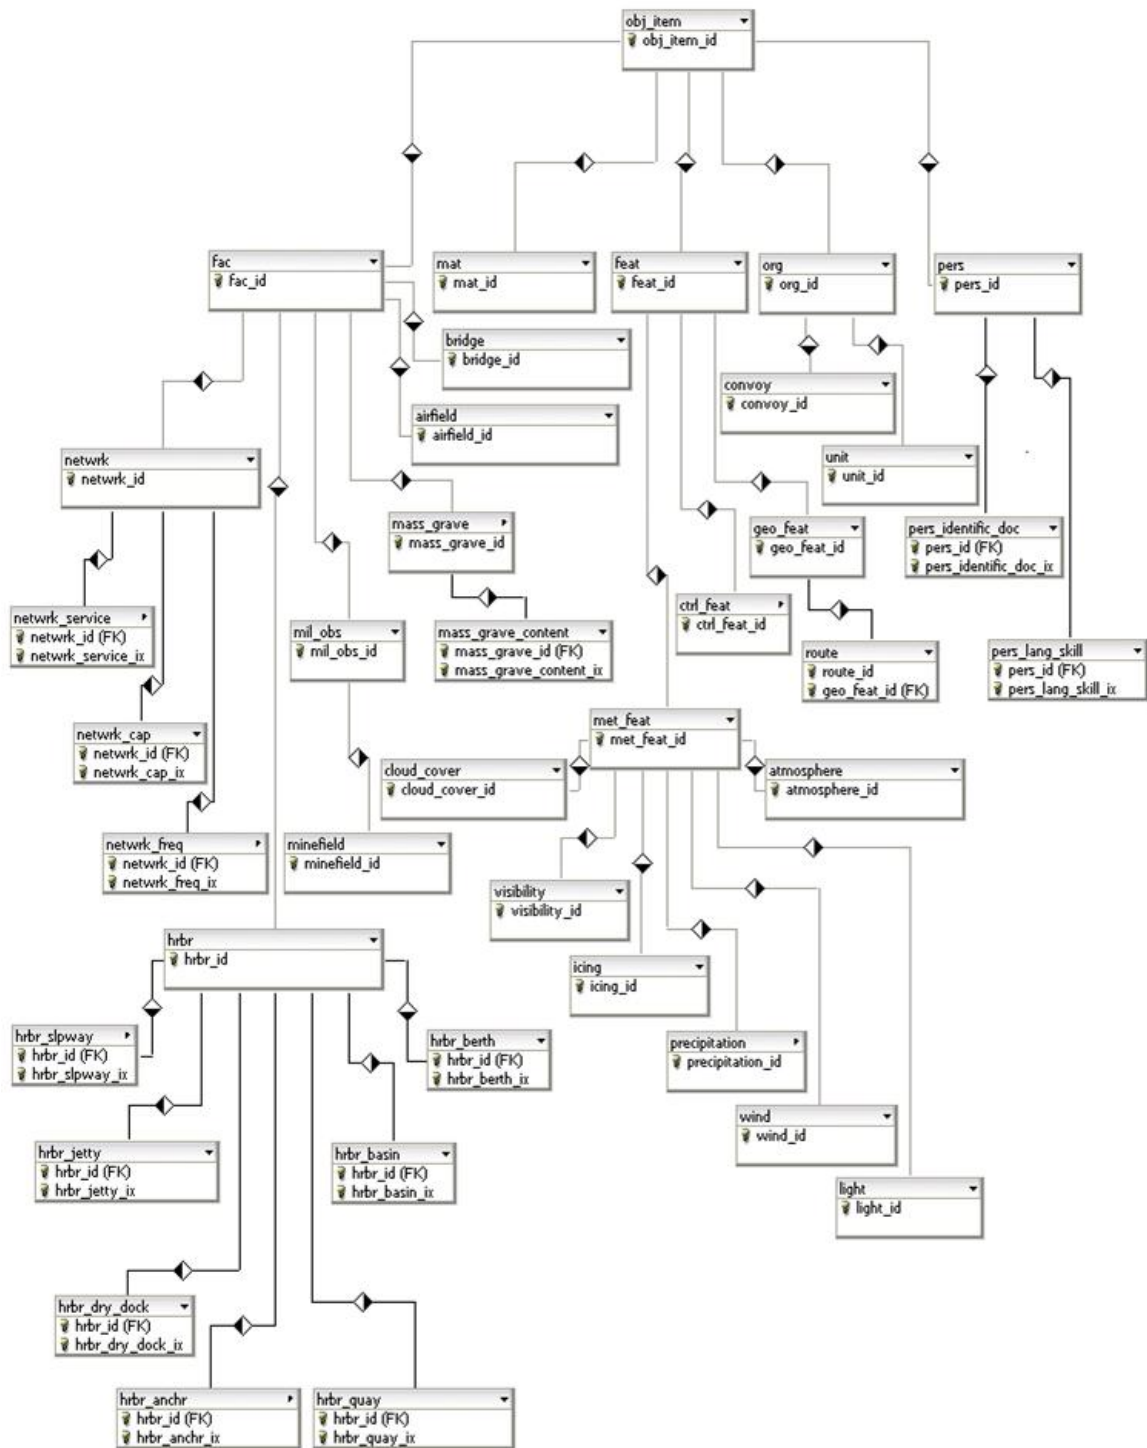 obj_item
obj_item_id
fac
fac_id
mat
mat_id
feat
feat_id
org
org_id
pers
pers_id
bridge
bridge_id
convoy
convoy_id
airfield
airfield_id
unit
unit_id
netwrk
netwrk_id
mass_grave
mass_grave_id
geo_feat
geo_feat_id
pers_identific_doc
pers_id (FK)
pers_identific_doc_ix
netwrk_service
netwrk_id (FK)
netwrk_service_ix
mil_obs
mil_obs_id
mass_grave_content
mass_grave_id (FK)
mass_grave_content_ix
ctrl_feat
ctrl_feat_id
route
route_id
geo_feat_id (FK)
pers_lang_skill
pers_id (FK)
pers_lang_skill_ix
netwrk_cap
netwrk_id (FK)
netwrk_cap_ix
met_feat
met_feat_id
cloud_cover
cloud_cover_id
atmosphere
atmosphere_id
netwrk_freq
netwrk_id (FK)
netwrk_freq_ix
minefield
minefield_id
visibility
visibility_id
hrbr
hrbr_id
icing
icing_id
hrbr_slpway
hrbr_id (FK)
hrbr_slpway_ix
hrbr_berth
hrbr_id (FK)
hrbr_berth_ix
precipitation
precipitation_id
wind
wind_id
hrbr_jetty
hrbr_id (FK)
hrbr_jetty_ix
hrbr_basin
hrbr_id (FK)
hrbr_basin_ix
light
light_id
hrbr_dry_dock
hrbr_id (FK)
hrbr_dry_dock_ix
hrbr_anchr
hrbr_id (FK)
hrbr_anchr_ix
hrbr_quay
hrbr_id (FK)
hrbr_quay_ix